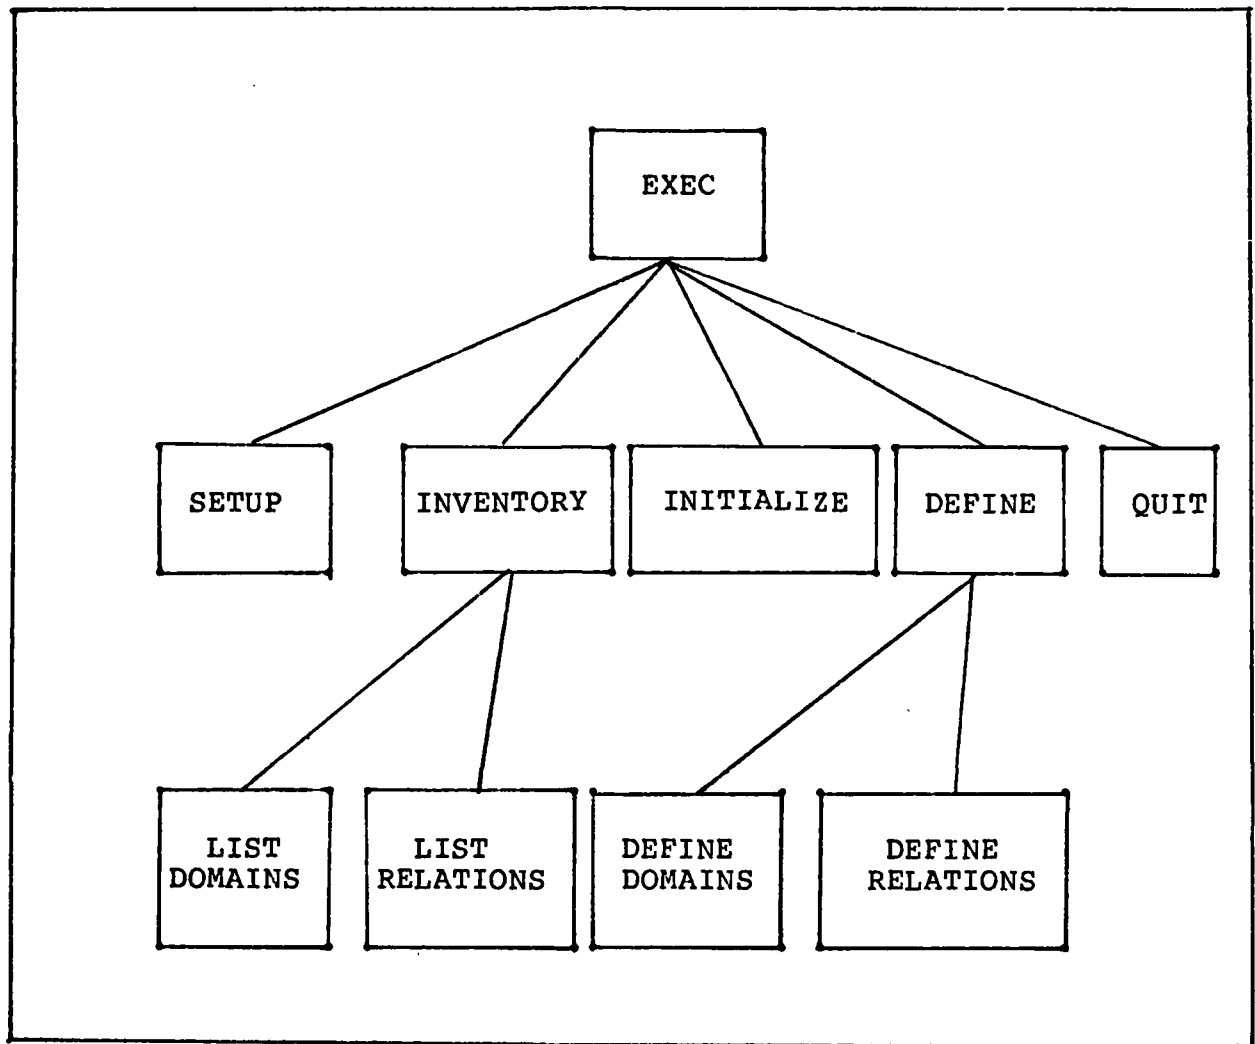 EXEC
SETUP
INVENTORY
INITIALIZE
DEFINE
QUIT
LIST
DOMAINS
LIST
RELATIONS
DEFINE
DOMAINS
DEFINE
RELATIONS